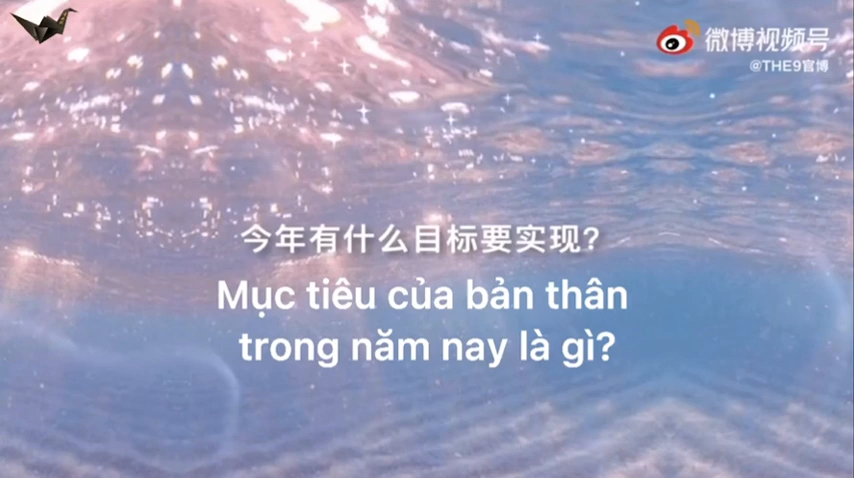 微博视频号
@THE9官博
今年有什么目标要实现?
Mục tiêu của bản thân
trong năm nay là gì?